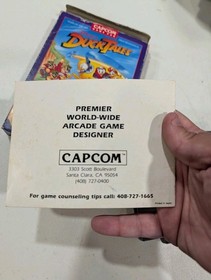 CAPCOM
DUCKTALES
PREMIER
WORLD-WIDE
ARCADE GAME
DESIGNER
CAPCOM
3303 Scott Boulevard
Santa Clara, CA 95054
(408) 727-0400
For game counseling tips call: 408-727-1665